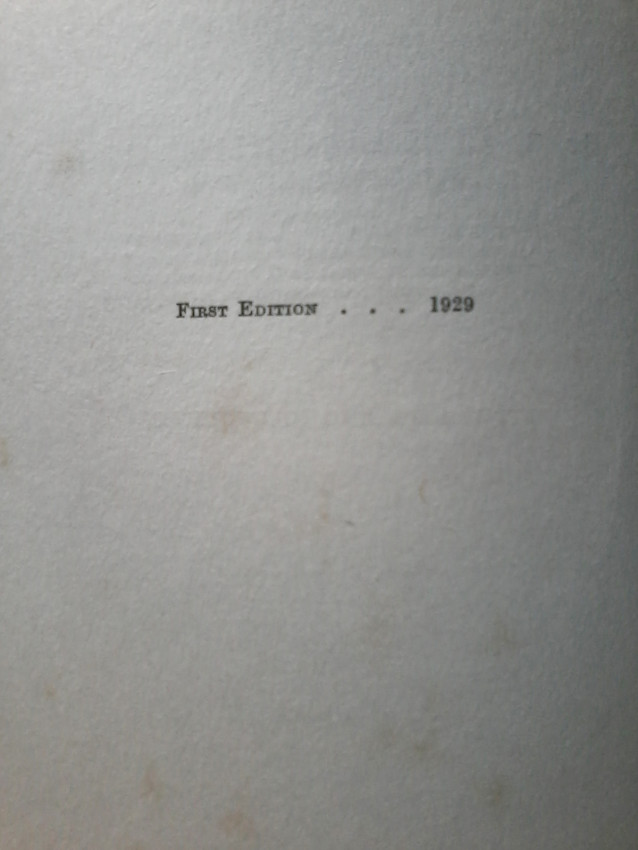 First Edition . . . 1929